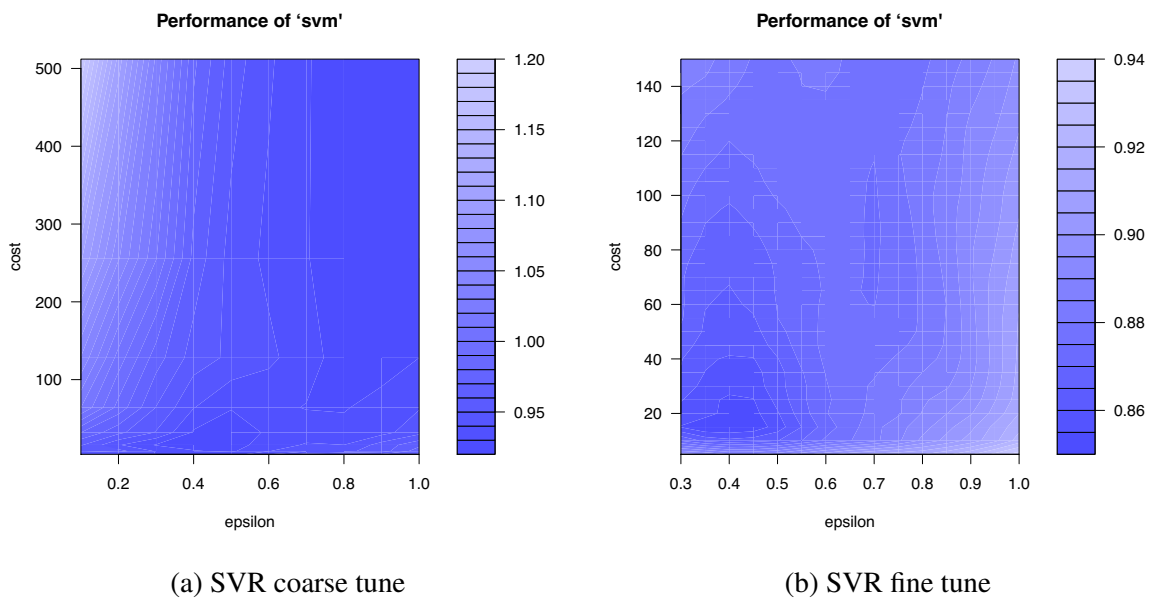 Performance of ‘svm'
500
400
300
200
100
cost
0.2 0.4 0.6 0.8 1.0
epsilon
1.20
1.15
1.10
1.05
1.00
0.95
(a) SVR coarse tune
Performance of ‘svm'
140
120
100
80
60
40
20
cost
0.3 0.4 0.5 0.6 0.7 0.8 0.9 1.0
epsilon
0.94
0.92
0.90
0.88
0.86
(b) SVR fine tune